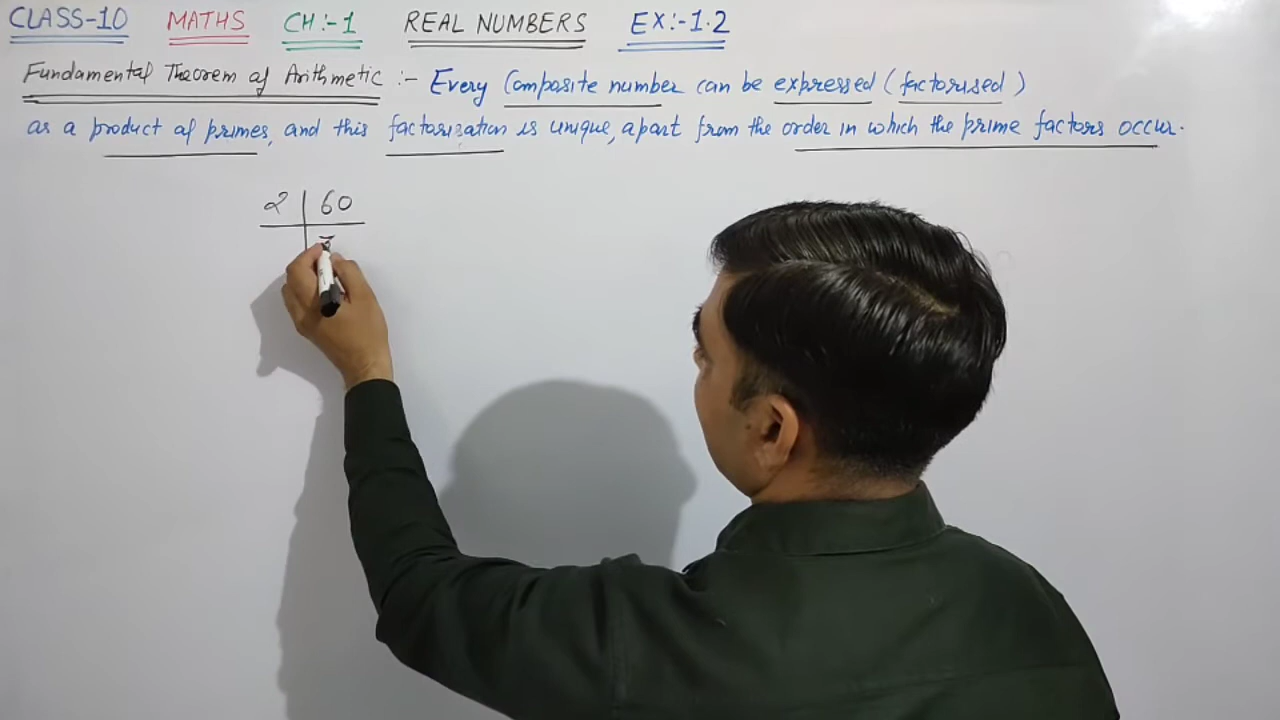 CLASS-10 MATHS CH:-1 REAL NUMBERS EX:-1.2
Fundamental Theorem of Arithmetic :- Every Composite number can be expressed (factorised)
as a product of primes, and this factorisation is unique, apart from the order in which the prime factors occur.
2 | 60